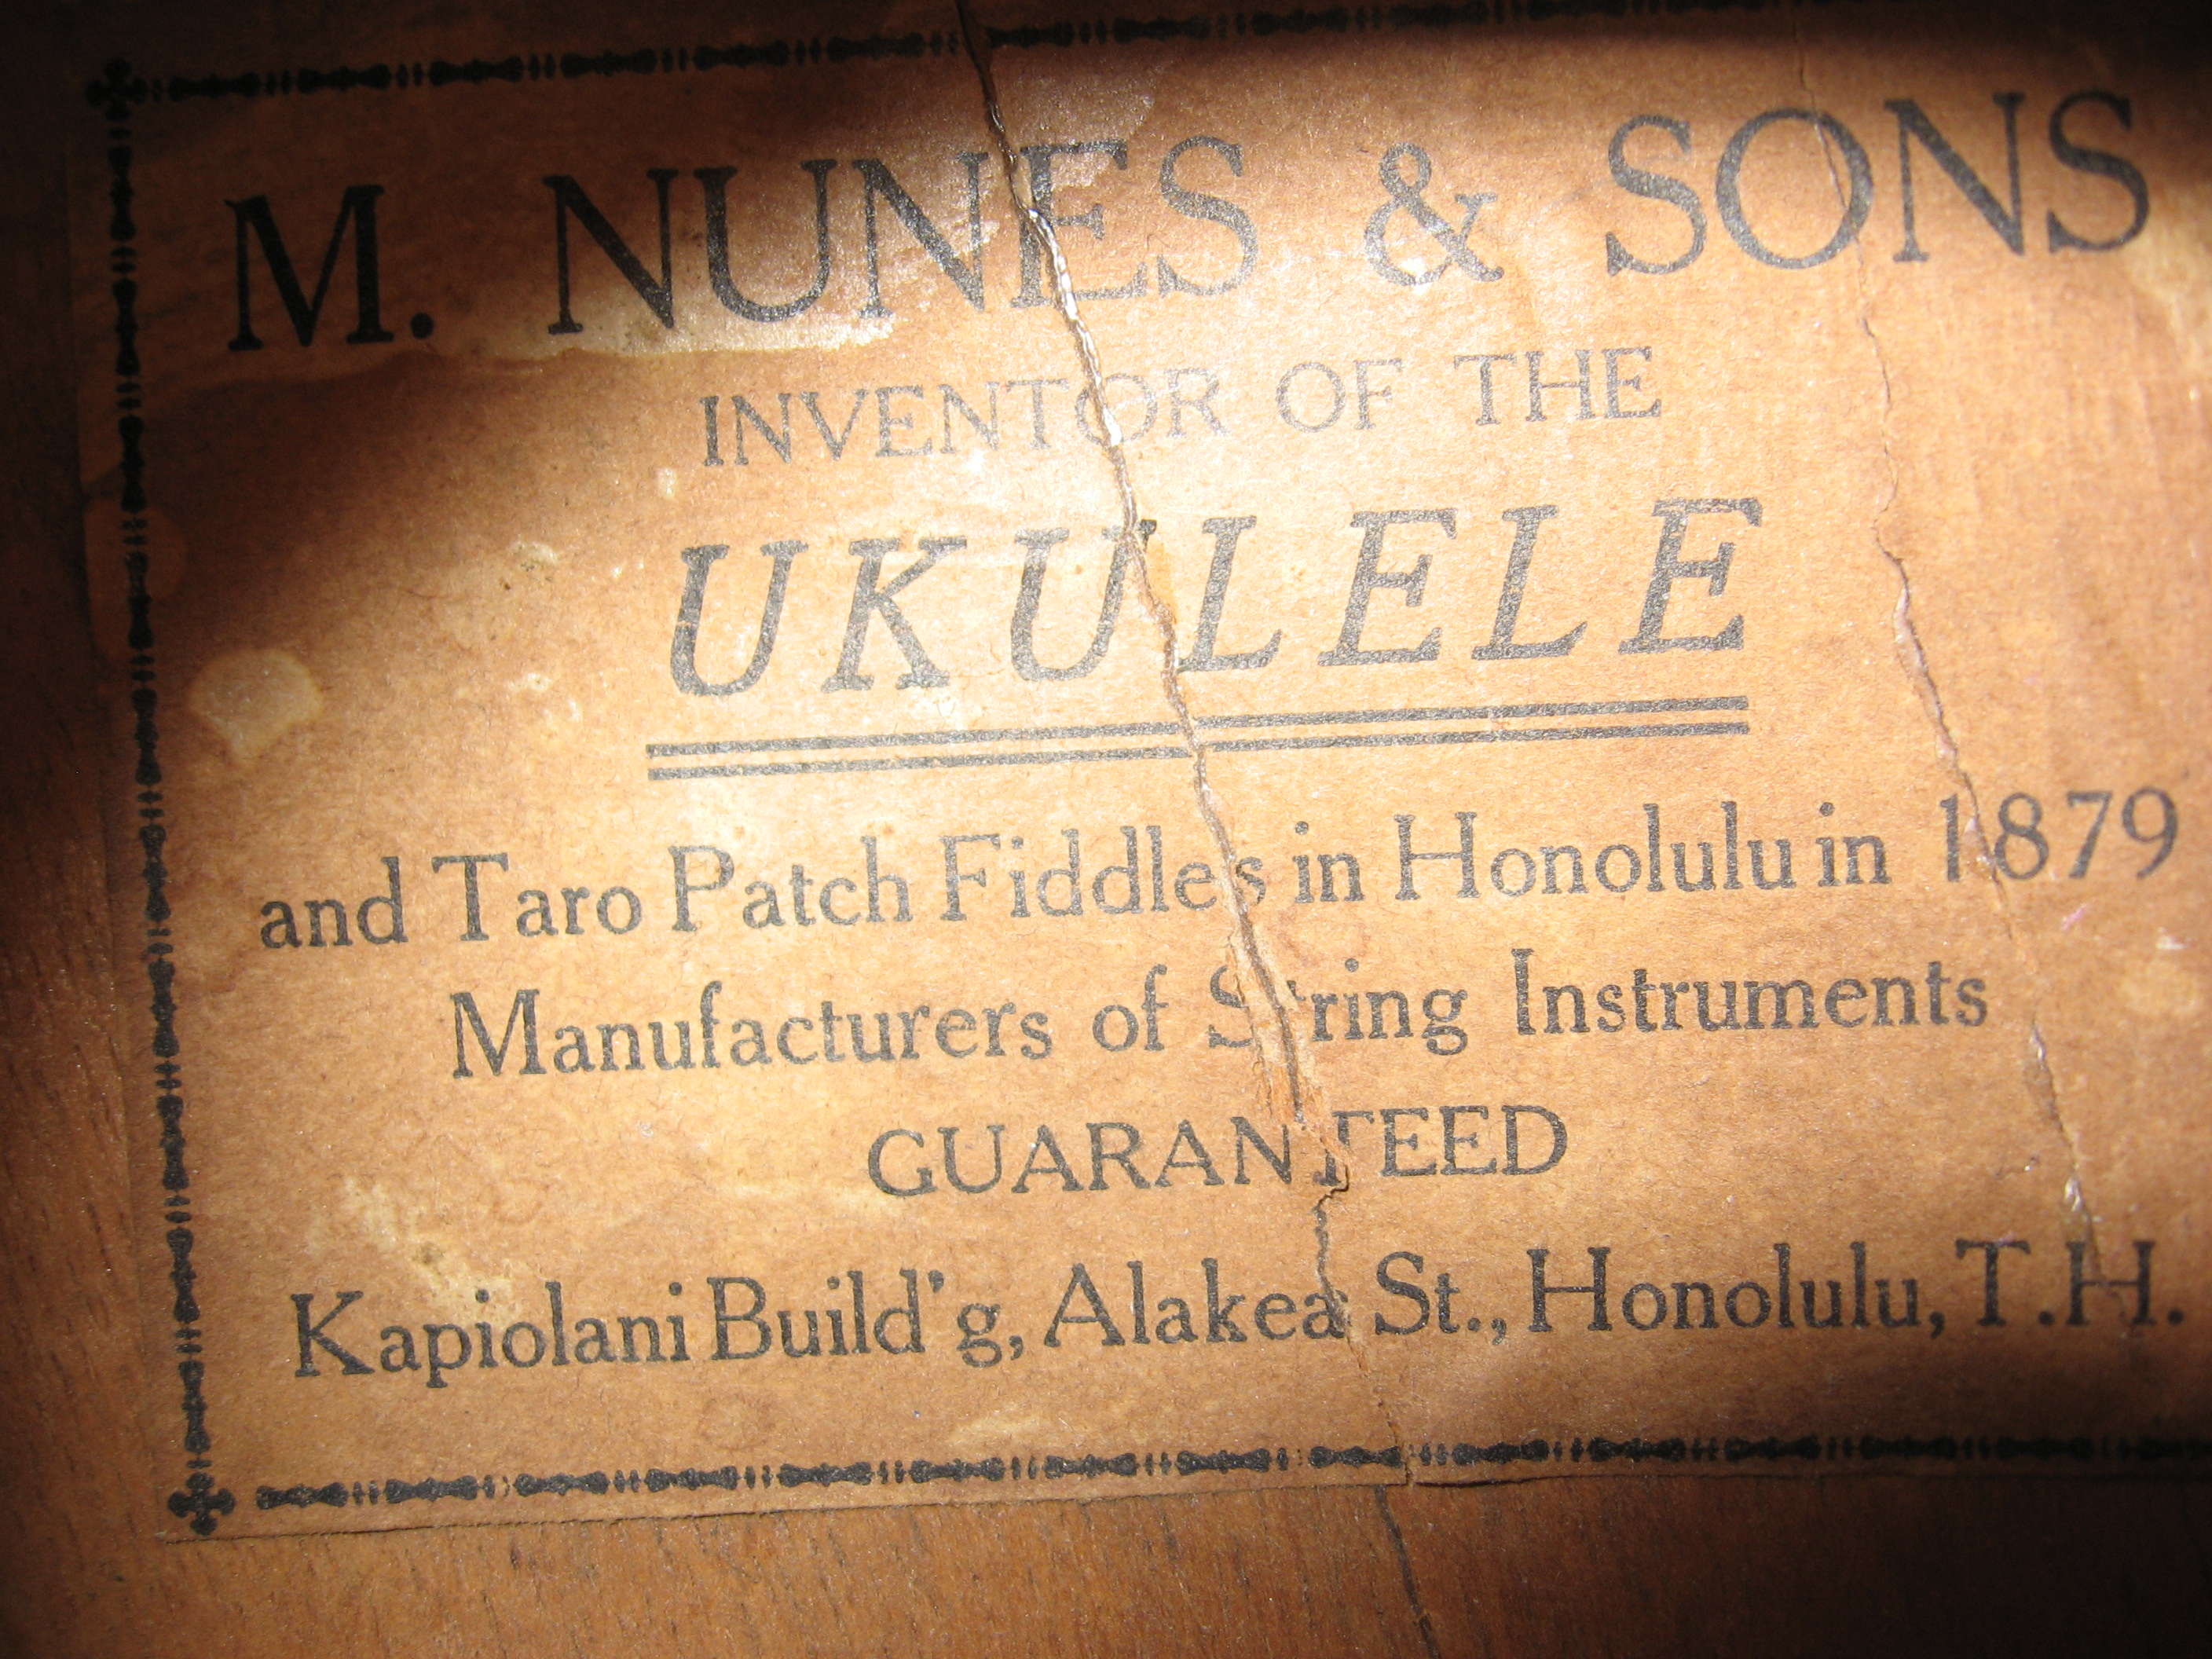 M. NUNES & SONS
INVENTOR OF THE
UKULELE
and Taro Patch Fiddles in Honolulu in 1879
Manufacturers of String Instruments
GUARANTEED
Kapiolani Build'g, Alakea St., Honolulu, T.H.